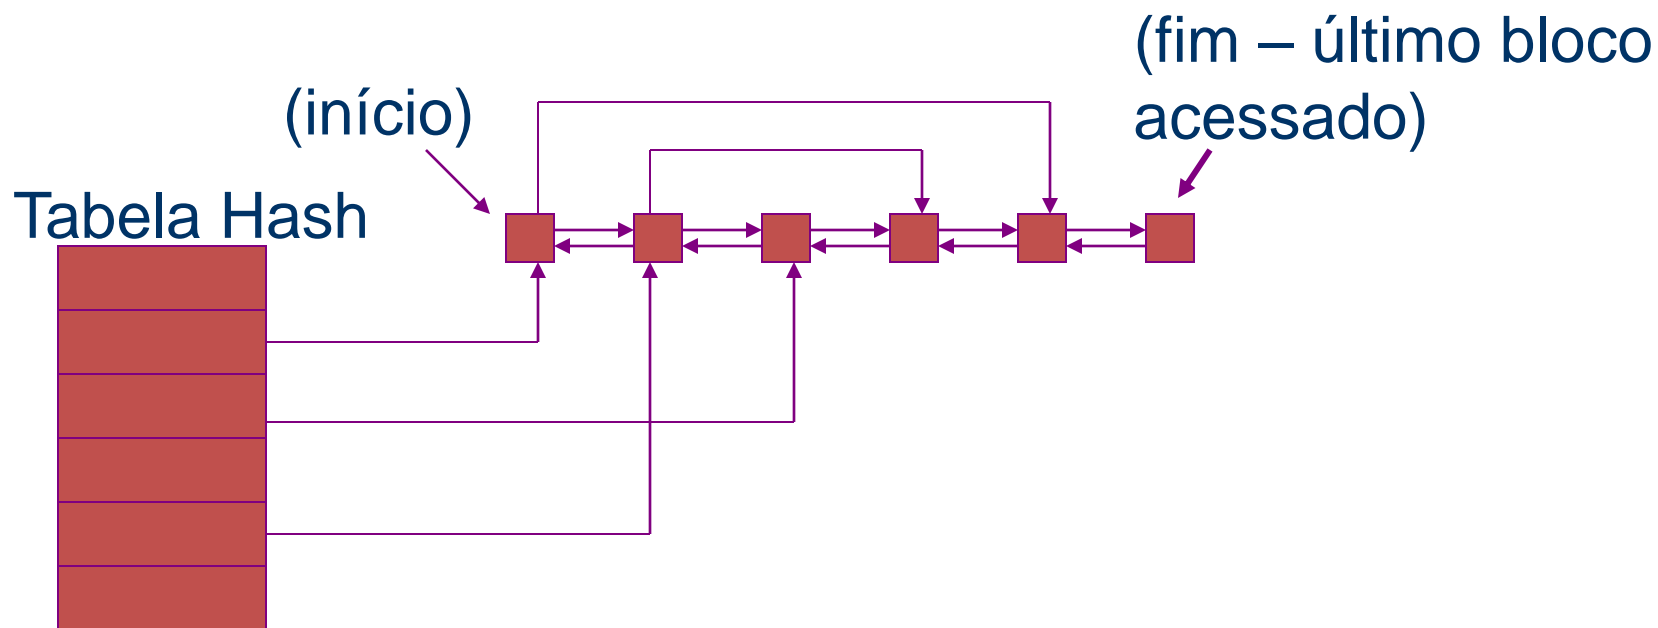 (fim – último bloco
acessado)
(início)
Tabela Hash